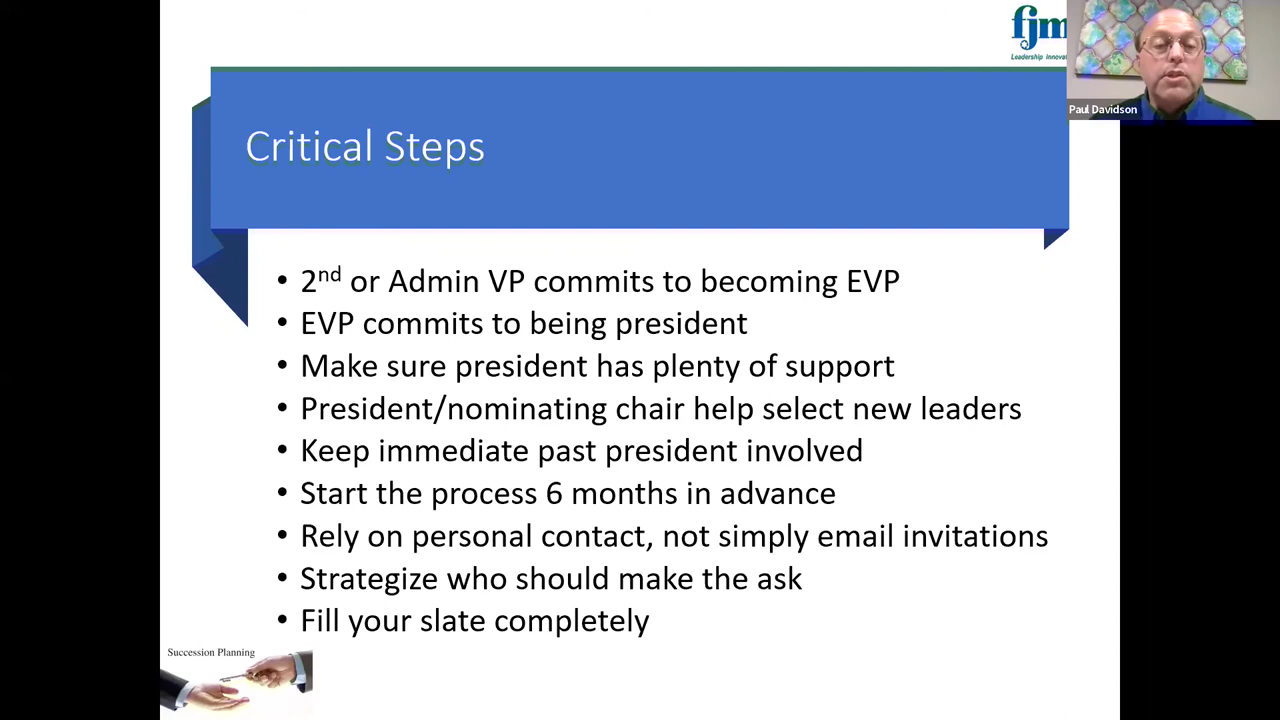 fjm
Leadership
Paul Davidson
Critical Steps
• 2nd or Admin VP commits to becoming EVP
• EVP commits to being president
• Make sure president has plenty of support
• President/nominating chair help select new leaders
• Keep immediate past president involved
• Start the process 6 months in advance
• Rely on personal contact, not simply email invitations
• Strategize who should make the ask
• Fill your slate completely
Succession Planning